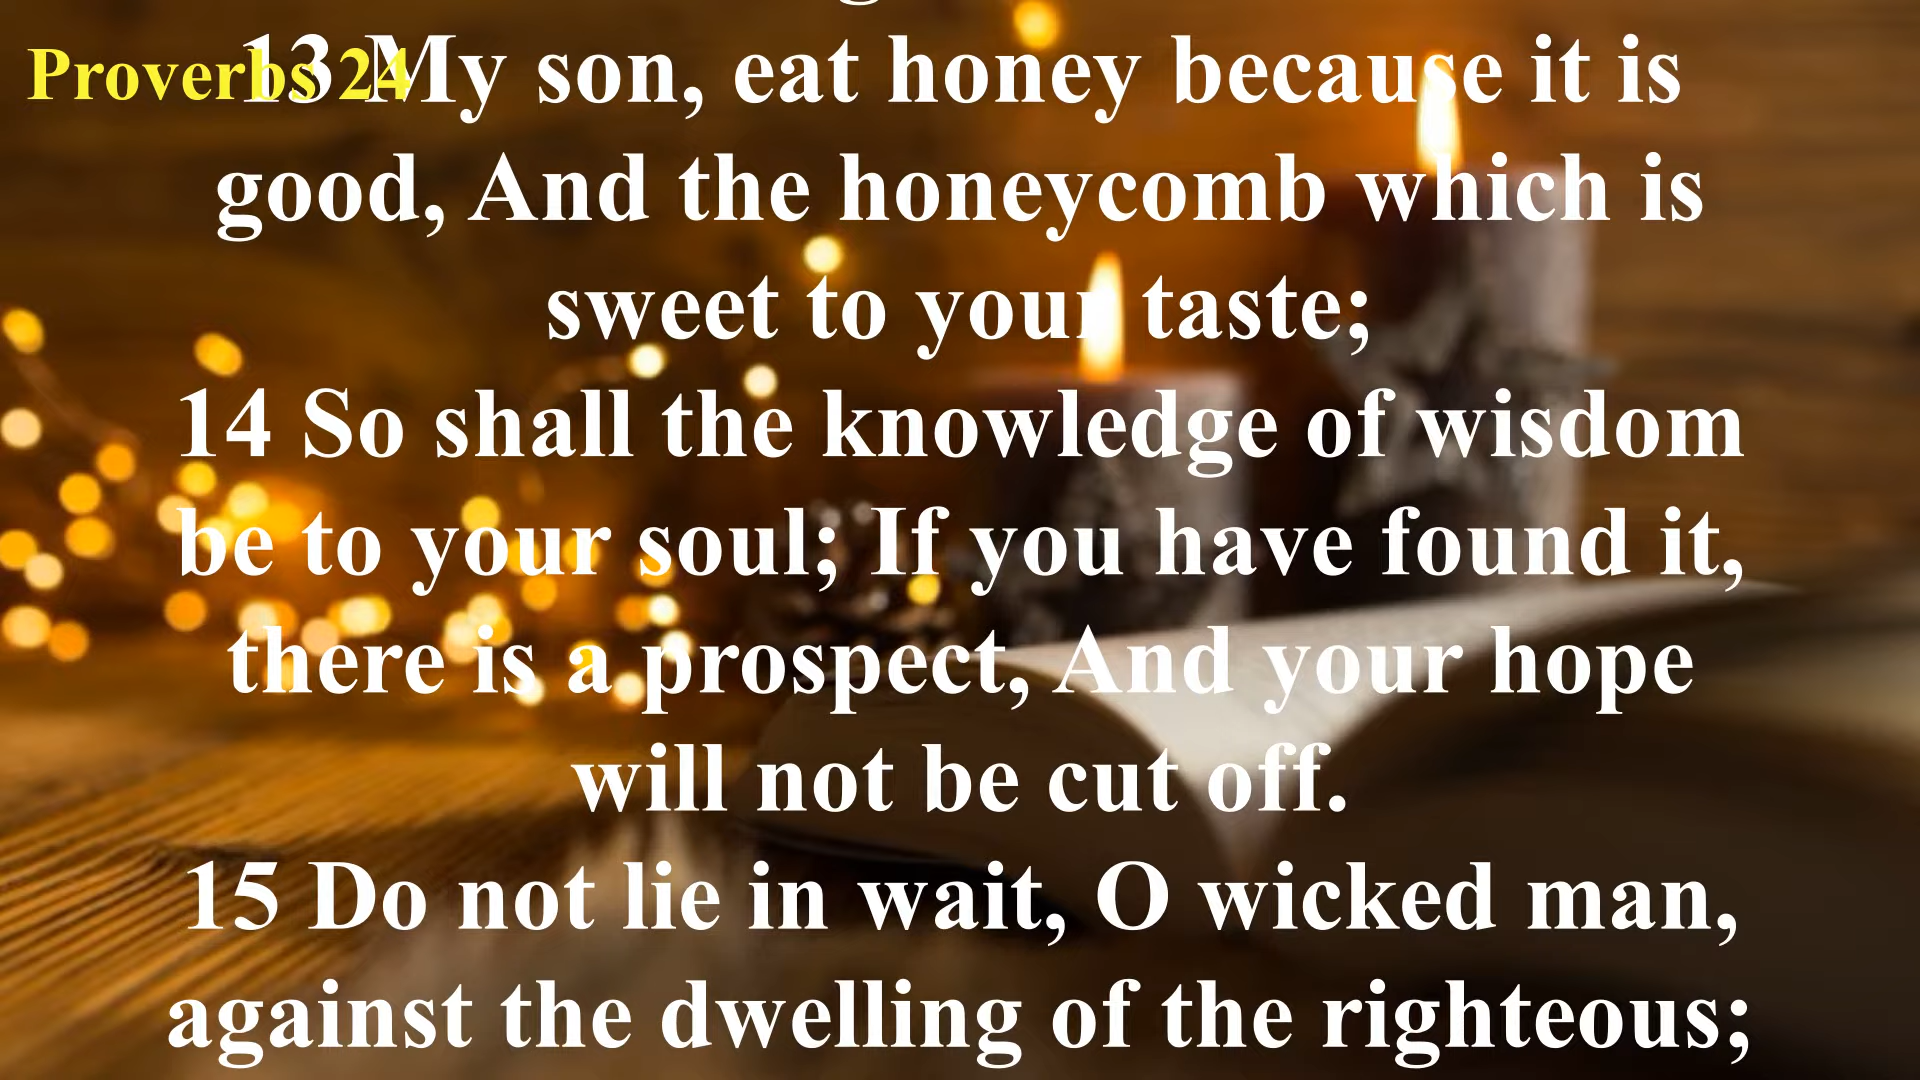 Proverbs 24
13 My son, eat honey because it is
good, And the honeycomb which is
sweet to your taste;
14 So shall the knowledge of wisdom
be to your soul; If you have found it,
there is a prospect, And your hope
will not be cut off.
15 Do not lie in wait, O wicked man,
against the dwelling of the righteous;